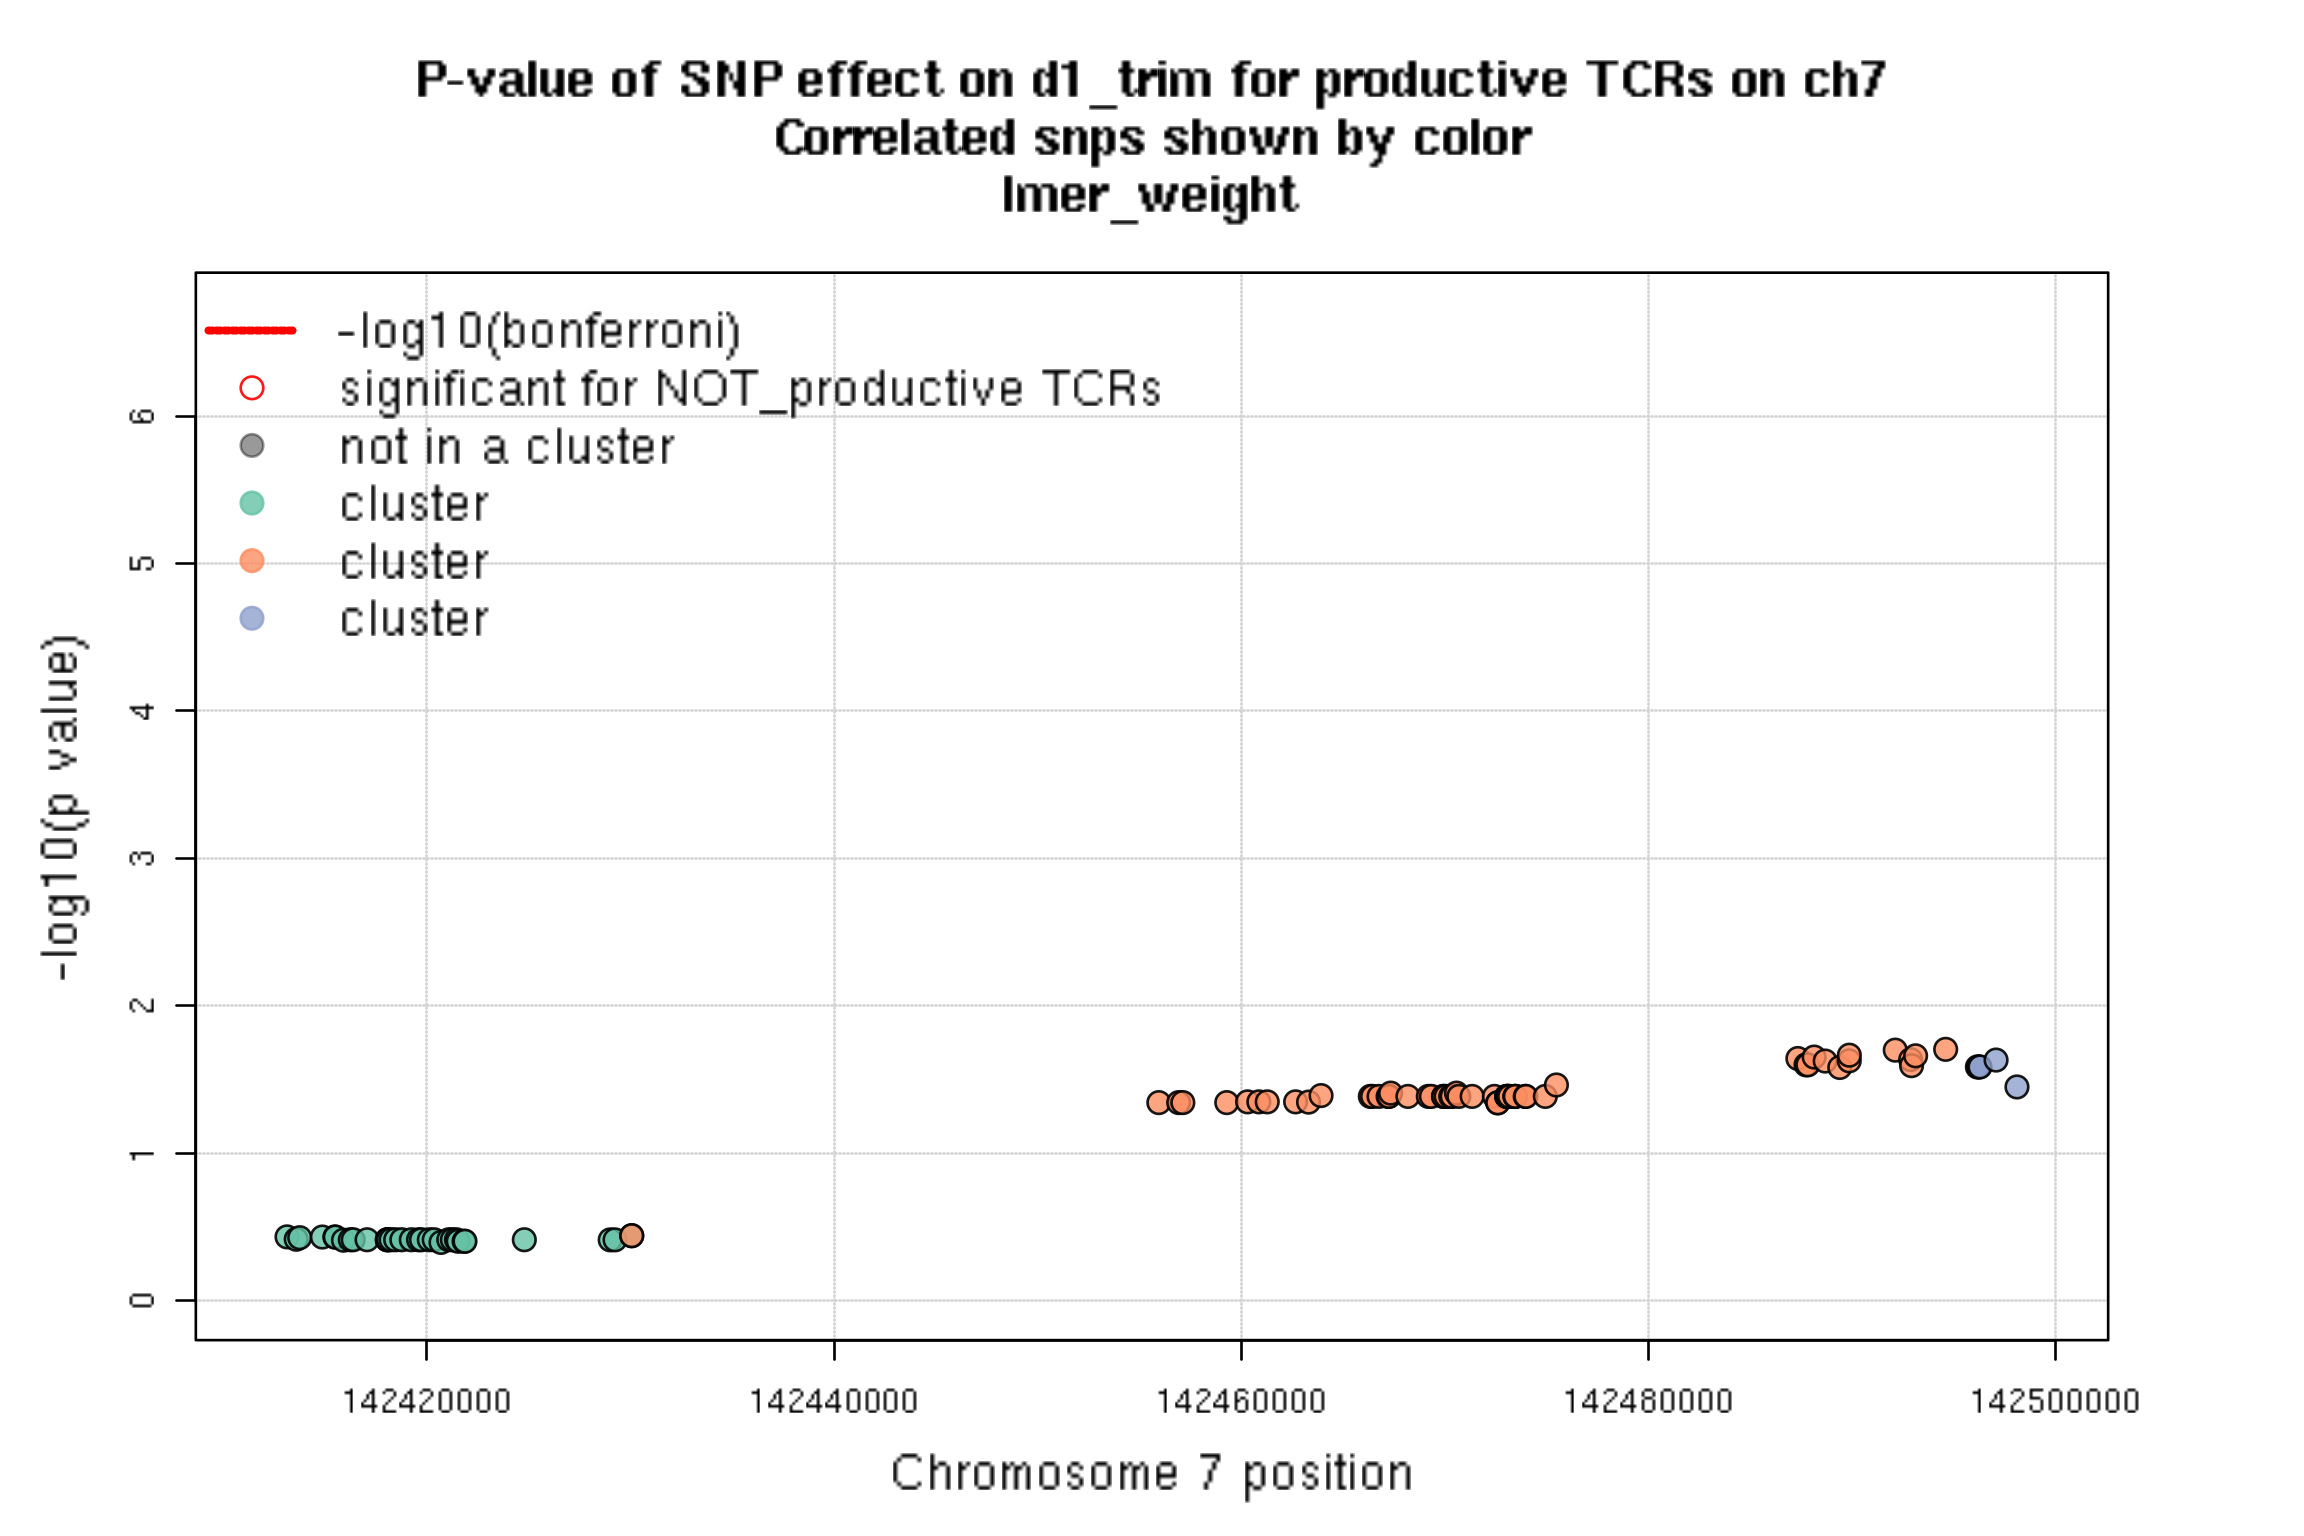 P-value of SNP effect on d1_trim for productive TCRs on ch7
Correlated snps shown by color
lmer_weight
-log10(bonferroni)
significant for NOT_productive TCRs
not in a cluster
cluster
cluster
cluster
6
5
4
3
2
1
0
-log10(p value)
142420000
142440000
142460000
142480000
142500000
Chromosome 7 position